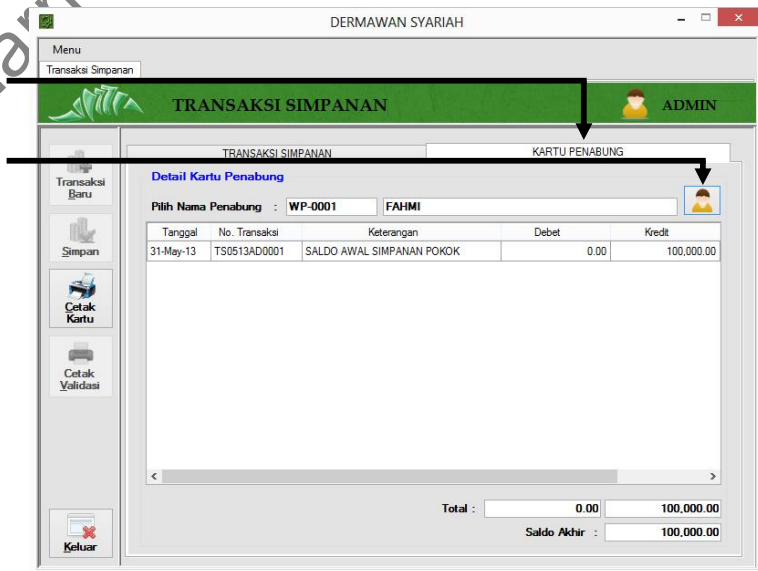 DERMAWAN SYARIAH
Menu
Transaksi Simpanan
TRANSAKSI SIMPANAN
ADMIN
TRANSAKSI SIMPANAN
KARTU PENABUNG
Transaksi
Baru
Simpan
Cetak
Kartu
Cetak
Validasi
Keluar
Detail Kartu Penabung
Pilih Nama Penabung : WP-0001 FAHMI
Tanggal No. Transaksi Keterangan Debet Kredit
31-May-13 TS0513AD0001 SALDO AWAL SIMPANAN POKOK 0.00 100,000.00
Total : 0.00 100,000.00
Saldo Akhir : 100,000.00